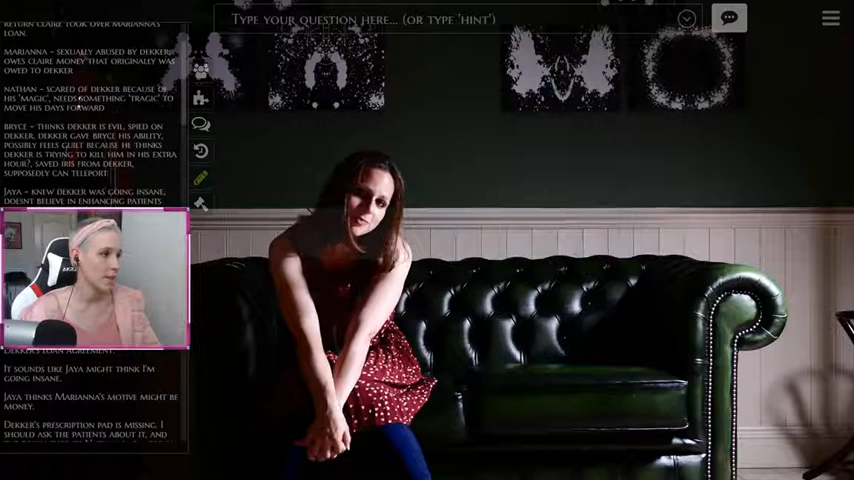 Type your question here... (or type 'hint')
return Claire took over Marianna's
loan.
Marianna - sexually abused by Dekker,
owes Claire money that originally was
owed to Dekker
Nathan - scared of Dekker because of
his 'magic', needs something 'tragic' to
move his days forward
Bryce - thinks Dekker is evil, spied on
Dekker, Dekker gave Bryce his ability,
possibly feels guilt because he thinks
Dekker is trying to kill him in his extra
hour?, saved Iris from Dekker,
supposedly can teleport
Jaya - knew Dekker was going insane,
doesnt believe in enhancing patients
Dekker's loan agreement.
It sounds like Jaya might think I'm
going insane.
Jaya thinks Marianna's motive might be
money.
Dekker's prescription pad is missing. I
should ask the patients about it, and